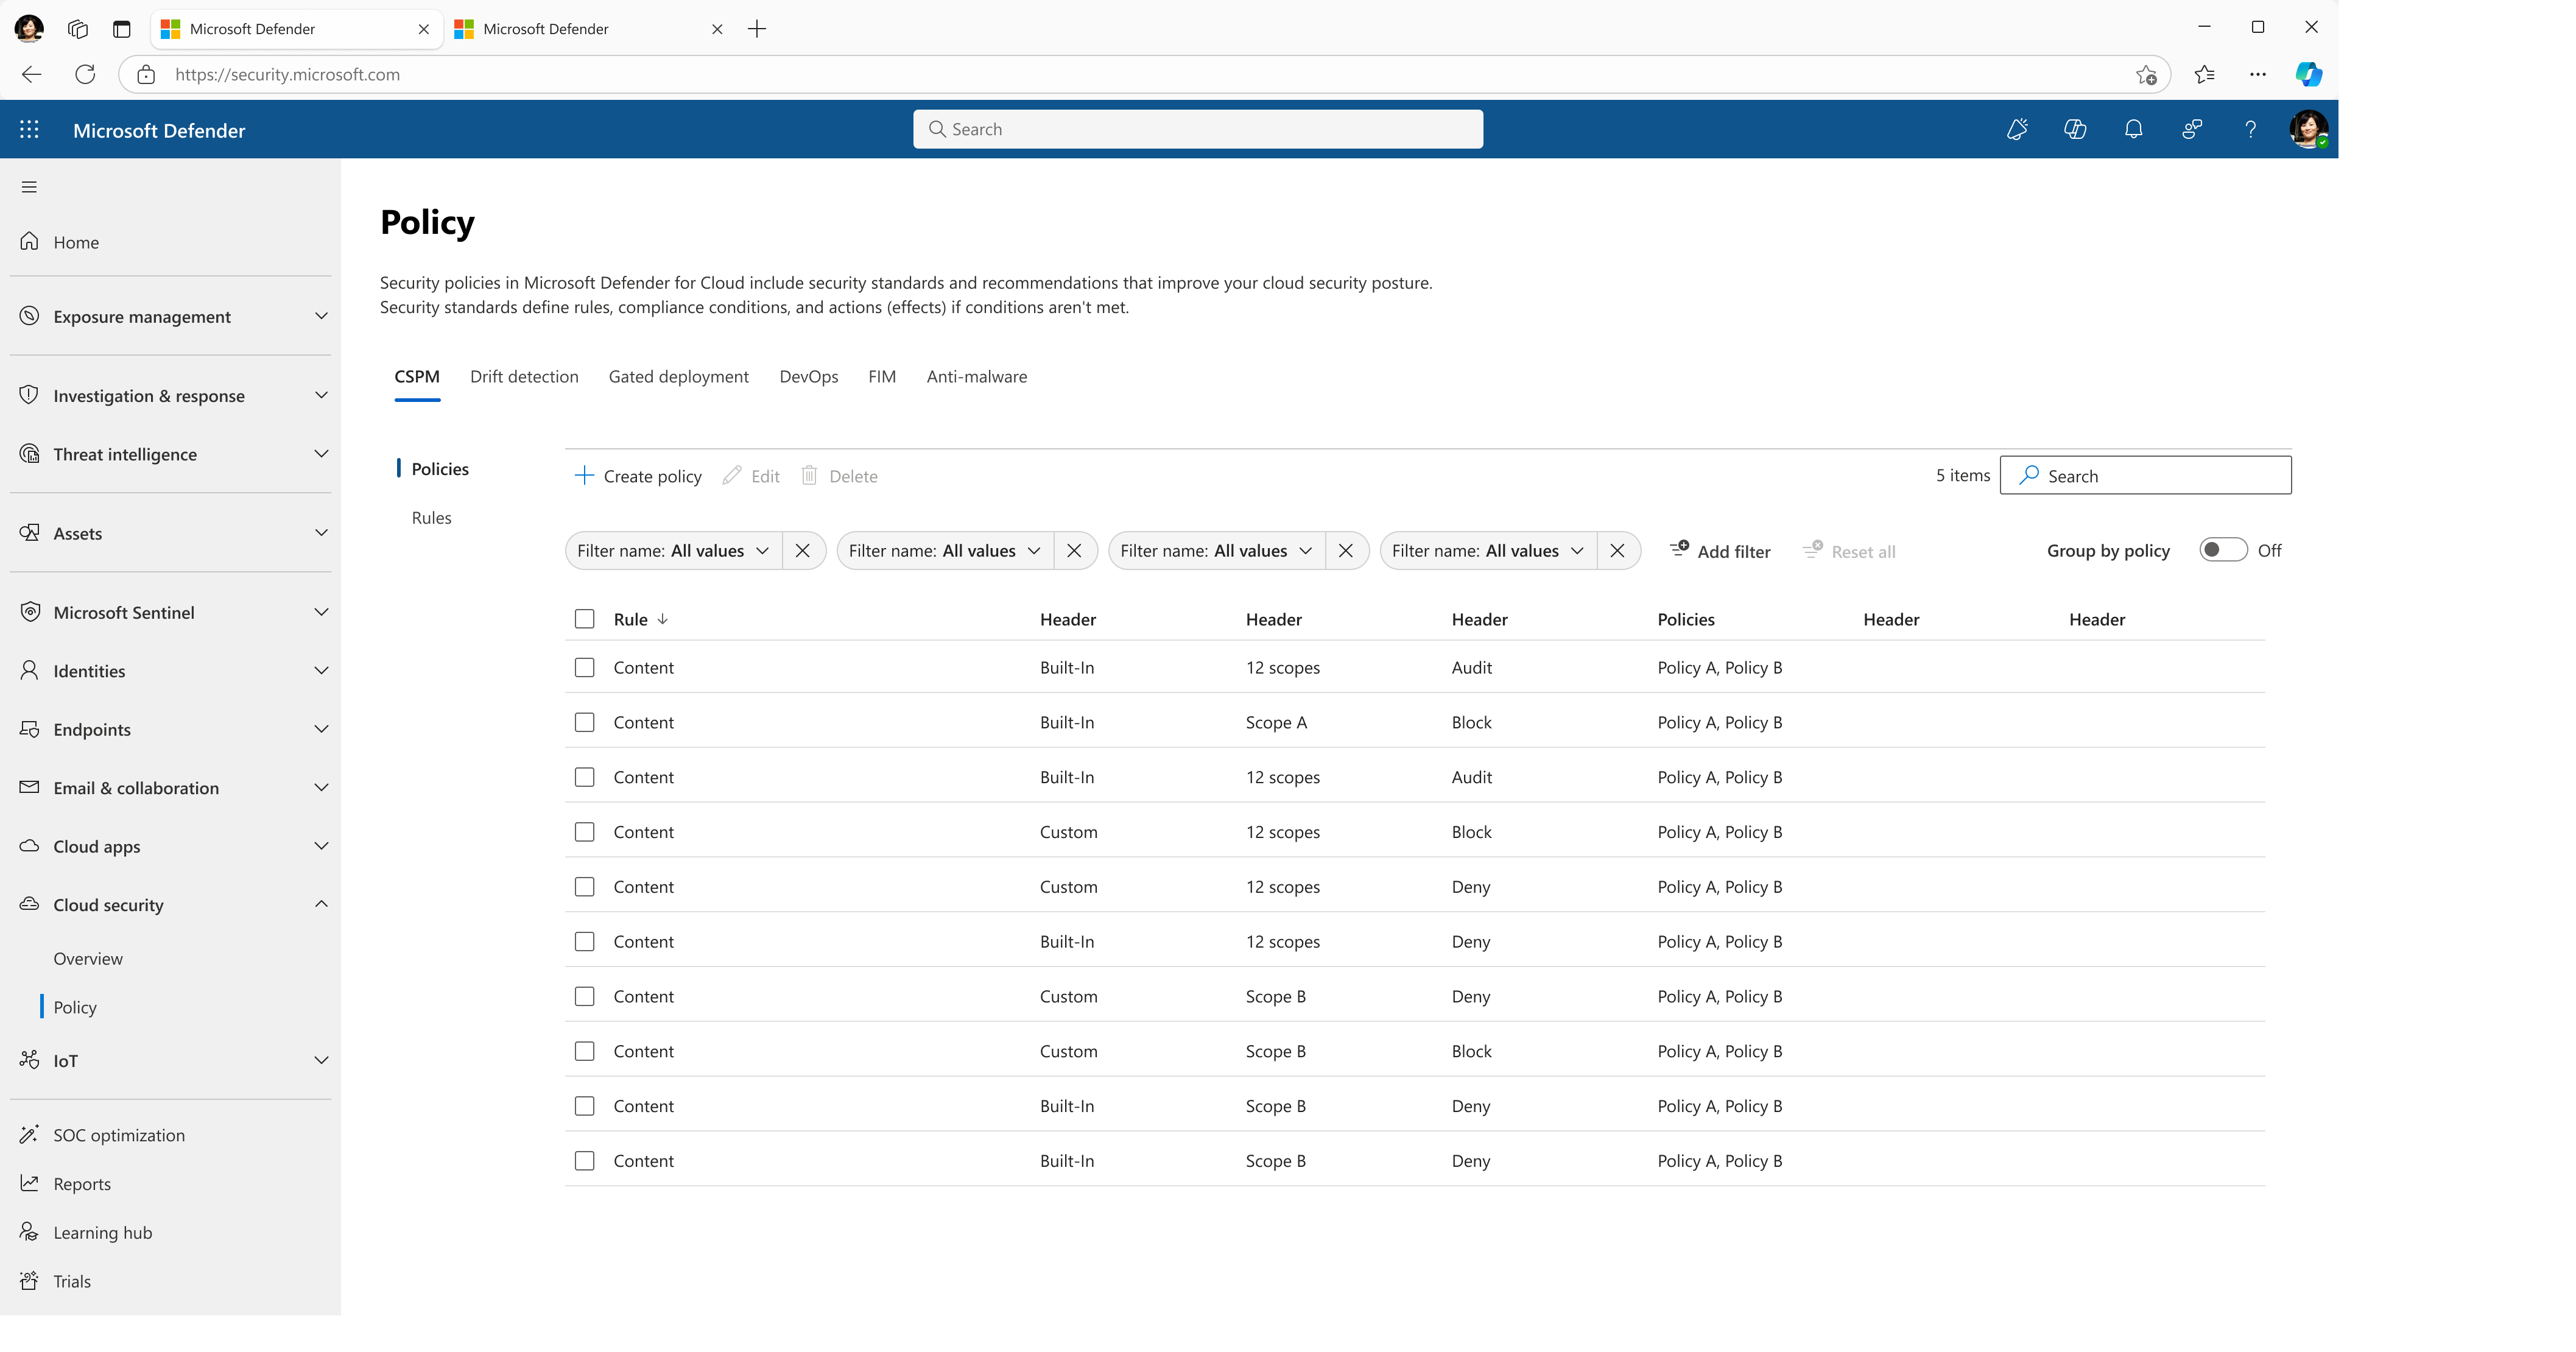 Microsoft Defender
Microsoft Defender
https://security.microsoft.com
Microsoft Defender
Search
Home
Exposure management
Investigation & response
Threat intelligence
Assets
Microsoft Sentinel
Identities
Endpoints
Email & collaboration
Cloud apps
Cloud security
Overview
Policy
IoT
SOC optimization
Reports
Learning hub
Trials
Policy
Security policies in Microsoft Defender for Cloud include security standards and recommendations that improve your cloud security posture.
Security standards define rules, compliance conditions, and actions (effects) if conditions aren't met.
CSPM Drift detection Gated deployment DevOps FIM Anti-malware
Policies
Rules
Create policy Edit Delete 5 items Search
Filter name: All values Filter name: All values Filter name: All values Filter name: All values Add filter Reset all Group by policy Off
Rule Header Header Header Policies Header Header
Content Built-In 12 scopes Audit Policy A, Policy B
Content Built-In Scope A Block Policy A, Policy B
Content Built-In 12 scopes Audit Policy A, Policy B
Content Custom 12 scopes Block Policy A, Policy B
Content Custom 12 scopes Deny Policy A, Policy B
Content Built-In 12 scopes Deny Policy A, Policy B
Content Custom Scope B Deny Policy A, Policy B
Content Custom Scope B Block Policy A, Policy B
Content Built-In Scope B Deny Policy A, Policy B
Content Built-In Scope B Deny Policy A, Policy B